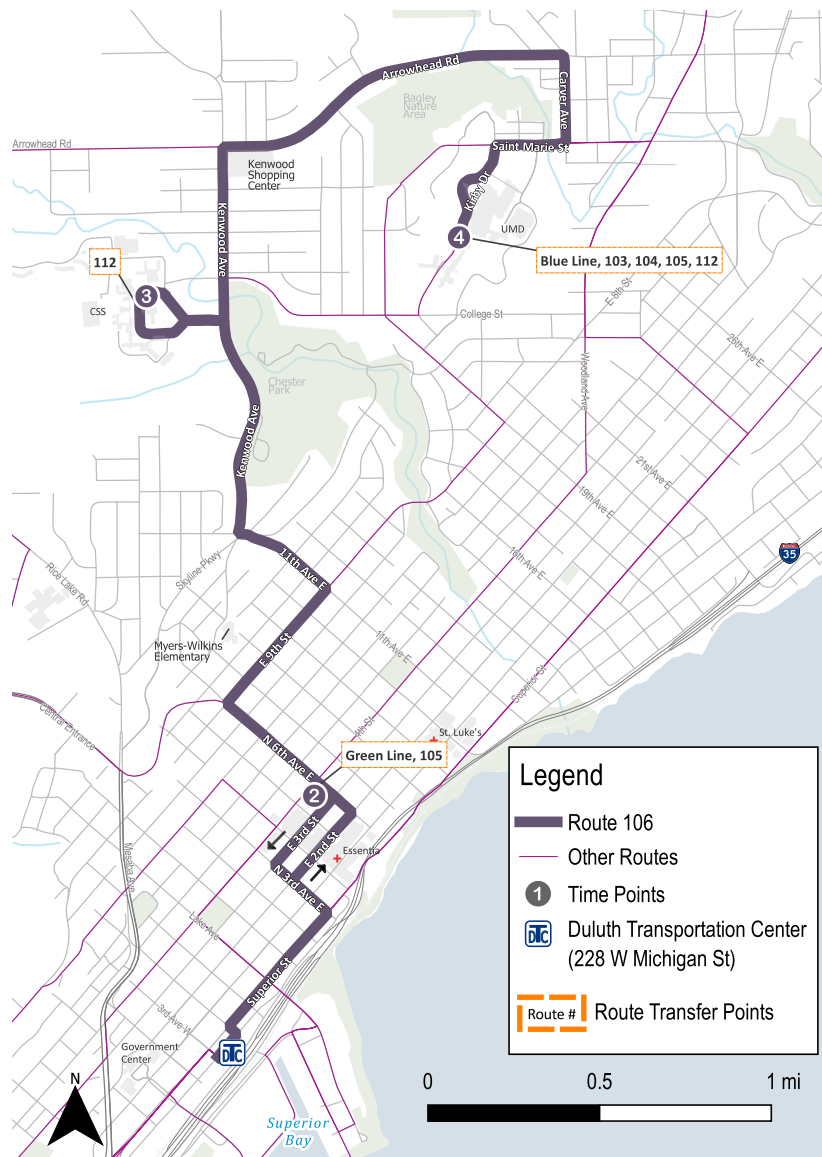 Arrowhead Rd
Carver Ave
Bagley
Nature
Area
Arrowhead Rd
Saint Marie St
Kenwood
Shopping
Center
Kirby Dr
Kenwood Ave
UMD
4
112
Blue Line, 103, 104, 105, 112
3
CSS
E 8th St
College St
26th Ave E
Woodland Ave
Chester
Park
Kenwood Ave
21st Ave E
19th Ave E
INTERSTATE
35
Skyline Pkwy
11th Ave E
16th Ave E
Rice Lake Rd
Myers-Wilkins
Elementary
E 9th St
11th Ave E
Superior St
Central Entrance
4th St
St. Luke's
N 6th Ave E
Green Line, 105
2
E 3rd St
E 2nd St
Essentia
Mesaba Ave
N 3rd Ave E
Lake Ave
Superior St
3rd Ave W
Government
Center
DTC
N
Superior
Bay
Legend
Route 106
Other Routes
1 Time Points
DTC Duluth Transportation Center
(228 W Michigan St)
Route # Route Transfer Points
0 0.5 1 mi